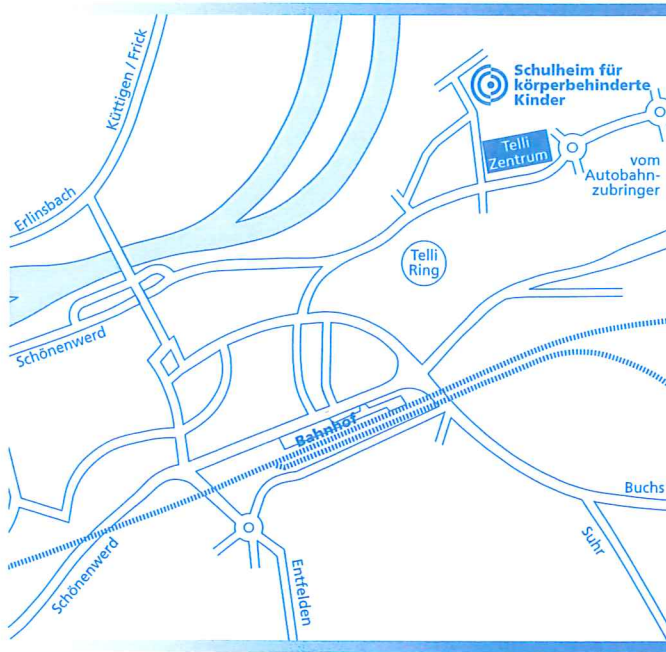 Küttigen / Frick
Schulheim für
körperbehinderte
Kinder
Telli
Zentrum
vom
Autobahn-
zubringer
Erlinsbach
Telli
Ring
Schönenwerd
Bahnhof
Buchs
Suhr
Schönenwerd
Entfelden